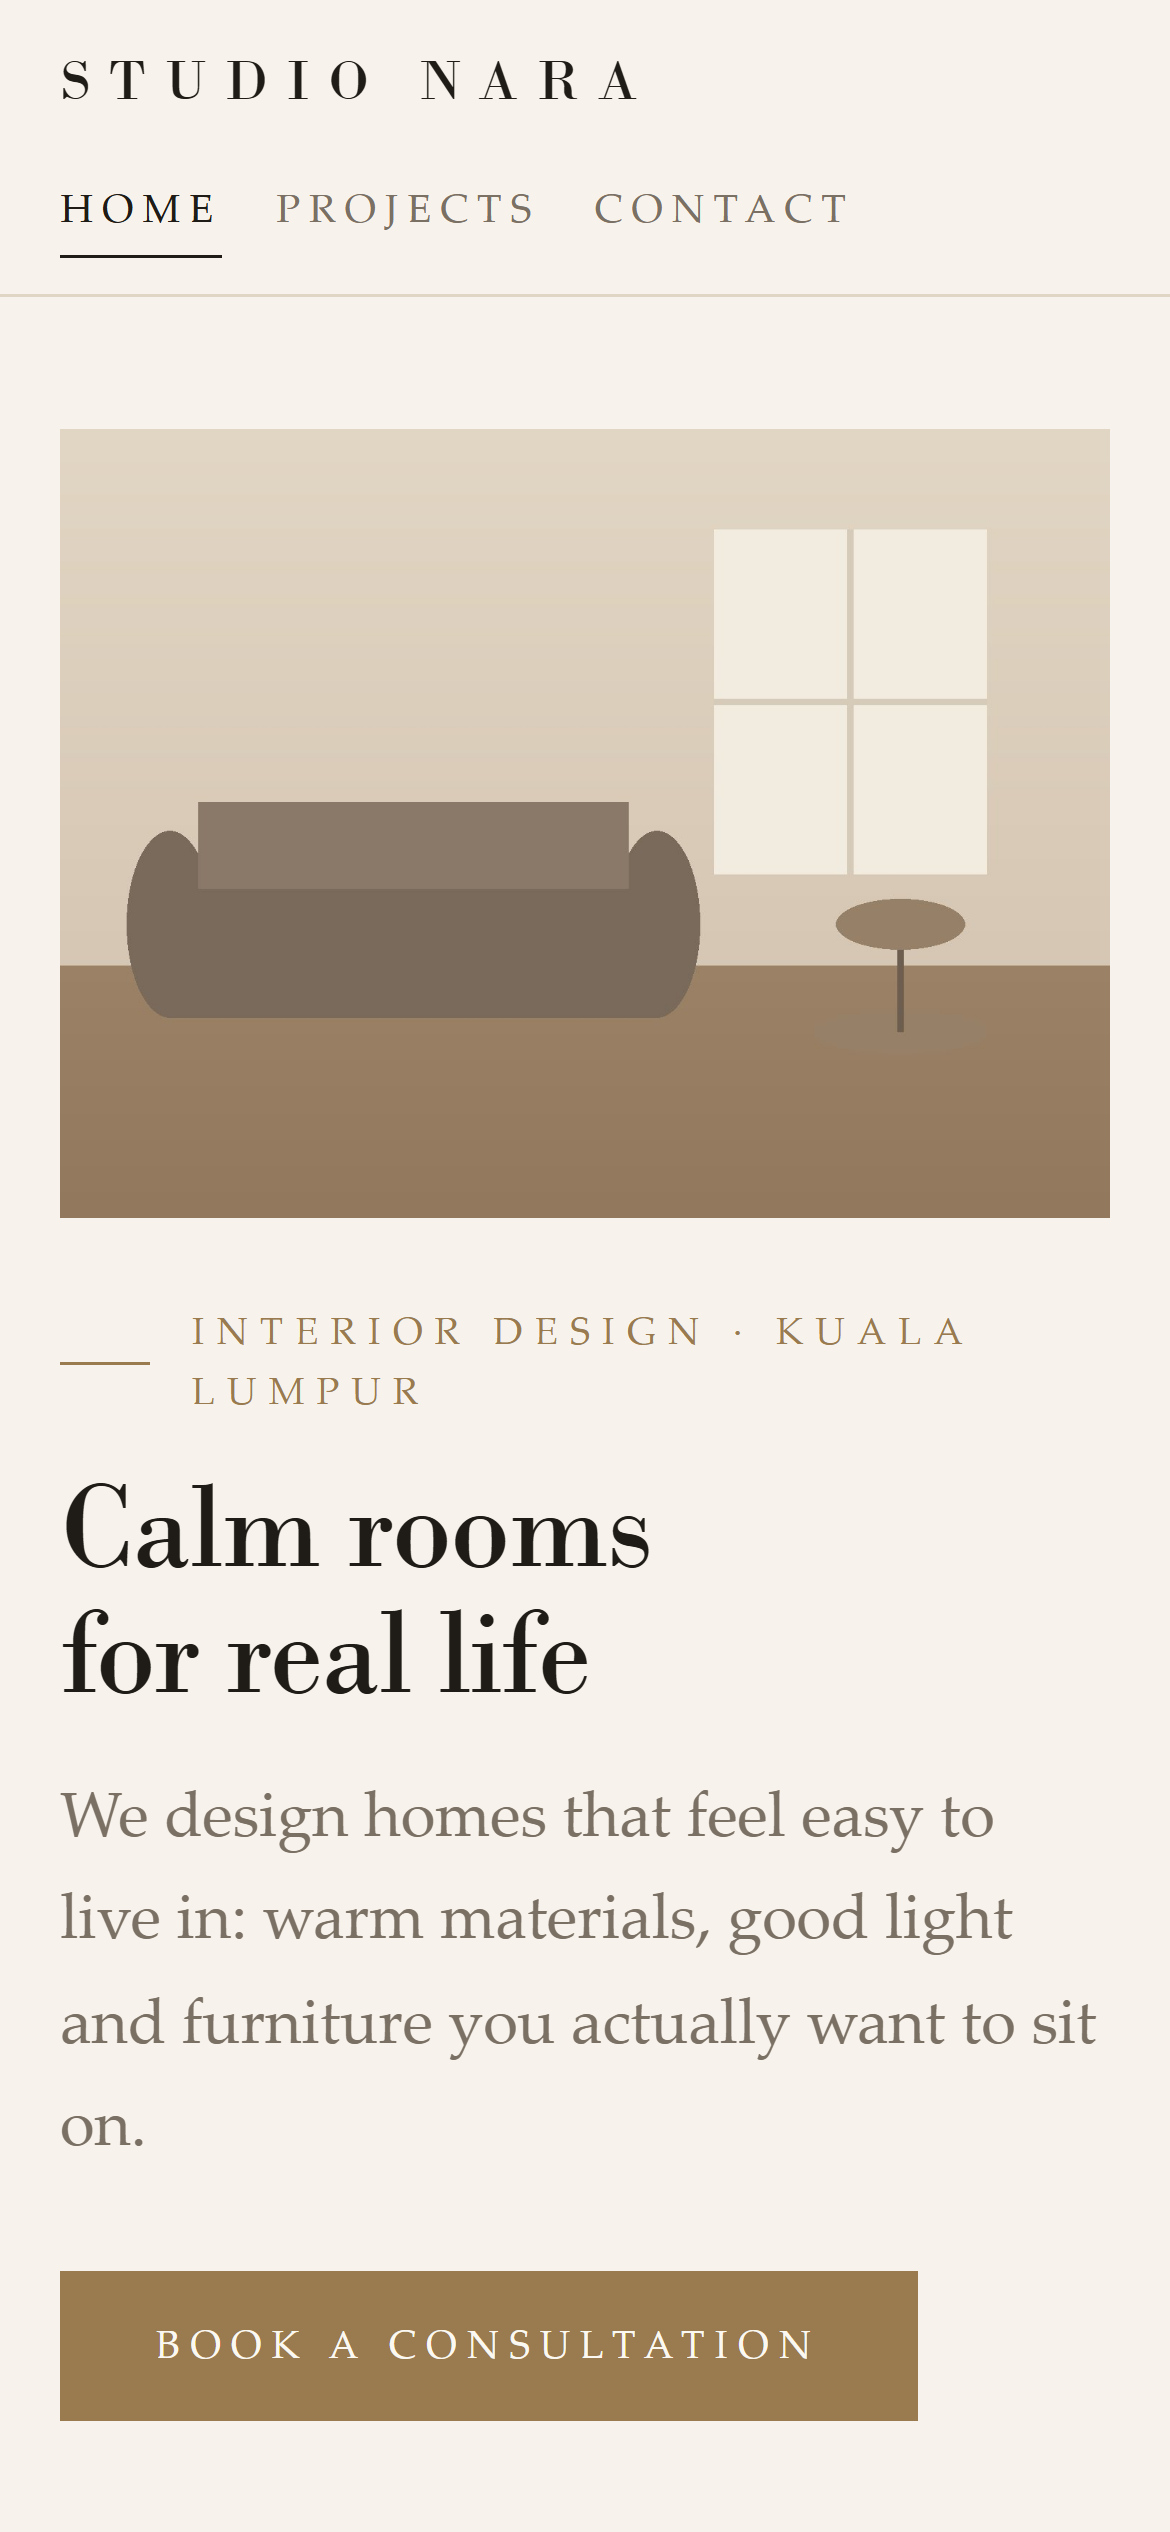 STUDIO NARA
HOME PROJECTS CONTACT
INTERIOR DESIGN · KUALA
LUMPUR
Calm rooms
for real life
We design homes that feel easy to
live in: warm materials, good light
and furniture you actually want to sit
on.
BOOK A CONSULTATION